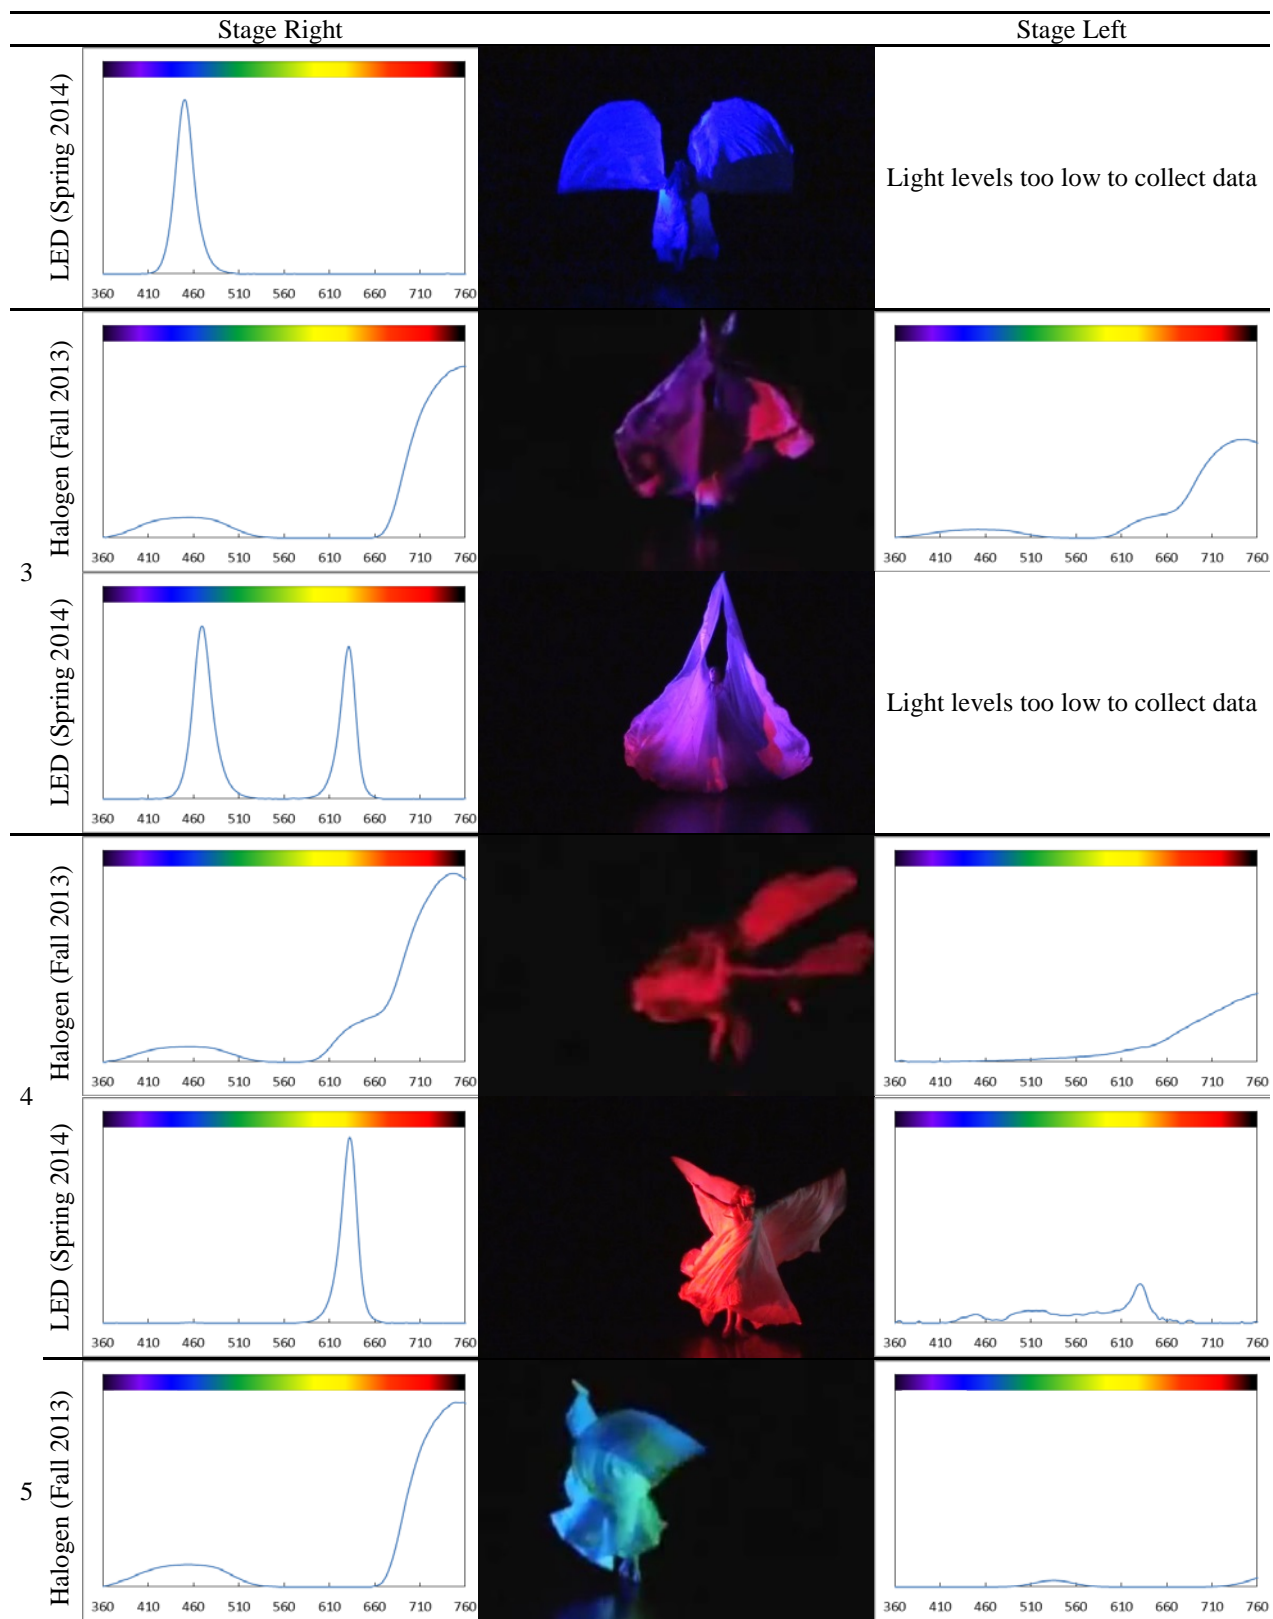 Stage Right
Stage Left
LED (Spring 2014)
360 410 460 510 560 610 660 710 760
Light levels too low to collect data
3
Halogen (Fall 2013)
360 410 460 510 560 610 660 710 760
360 410 460 510 560 610 660 710 760
LED (Spring 2014)
360 410 460 510 560 610 660 710 760
Light levels too low to collect data
4
Halogen (Fall 2013)
360 410 460 510 560 610 660 710 760
360 410 460 510 560 610 660 710 760
LED (Spring 2014)
360 410 460 510 560 610 660 710 760
360 410 460 510 560 610 660 710 760
5
Halogen (Fall 2013)
360 410 460 510 560 610 660 710 760
360 410 460 510 560 610 660 710 760